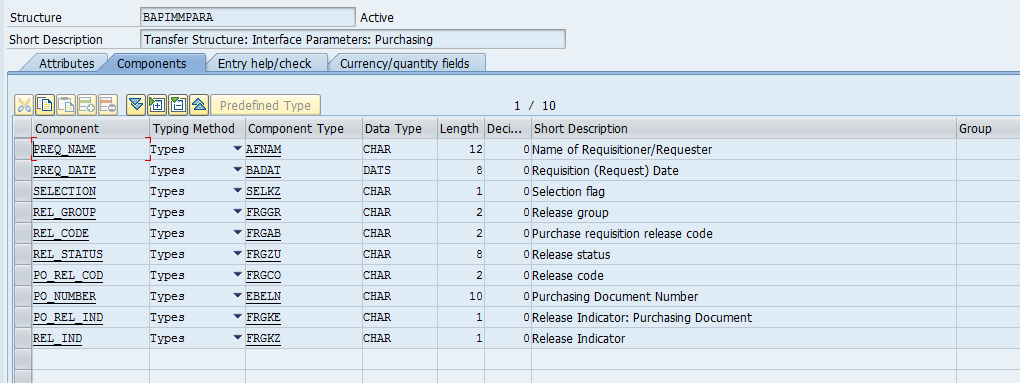 Structure BAPIMMPARA Active
Short Description Transfer Structure: Interface Parameters: Purchasing
Attributes Components Entry help/check Currency/quantity fields
Predefined Type 1 / 10
Component Typing Method Component Type Data Type Length Deci... Short Description Group
PREQ_NAME Types AFNAM CHAR 12 0 Name of Requisitioner/Requester
PREQ_DATE Types BADAT DATS 8 0 Requisition (Request) Date
SELECTION Types SELKZ CHAR 1 0 Selection flag
REL_GROUP Types FRGGR CHAR 2 0 Release group
REL_CODE Types FRGAB CHAR 2 0 Purchase requisition release code
REL_STATUS Types FRGZU CHAR 8 0 Release status
PO_REL_COD Types FRGCO CHAR 2 0 Release code
PO_NUMBER Types EBELN CHAR 10 0 Purchasing Document Number
PO_REL_IND Types FRGKE CHAR 1 0 Release Indicator: Purchasing Document
REL_IND Types FRGKZ CHAR 1 0 Release Indicator